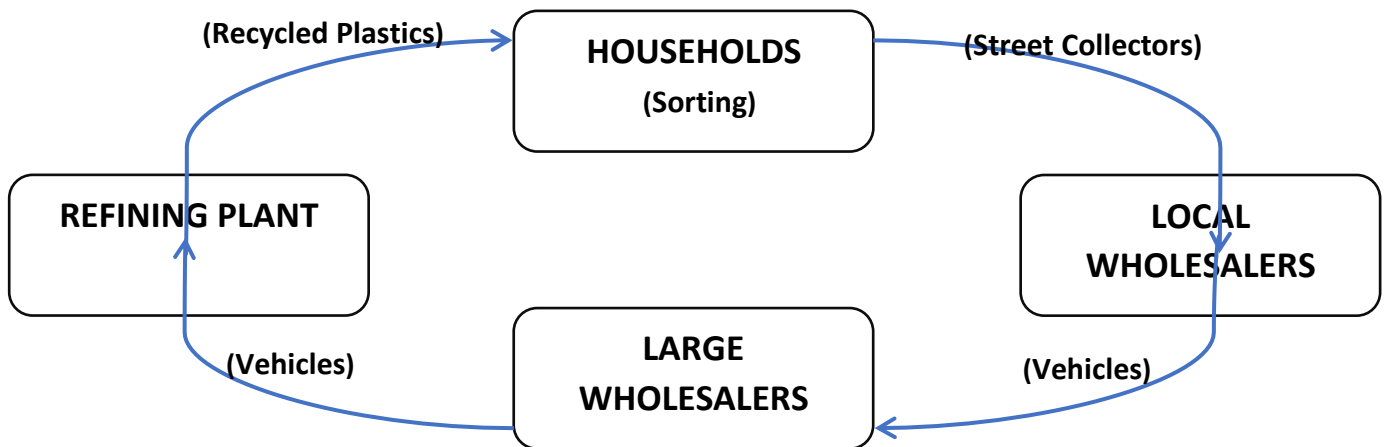 (Recycled Plastics)
HOUSEHOLDS
(Sorting)
(Street Collectors)
REFINING PLANT
LOCAL
WHOLESALERS
(Vehicles)
LARGE
WHOLESALERS
(Vehicles)